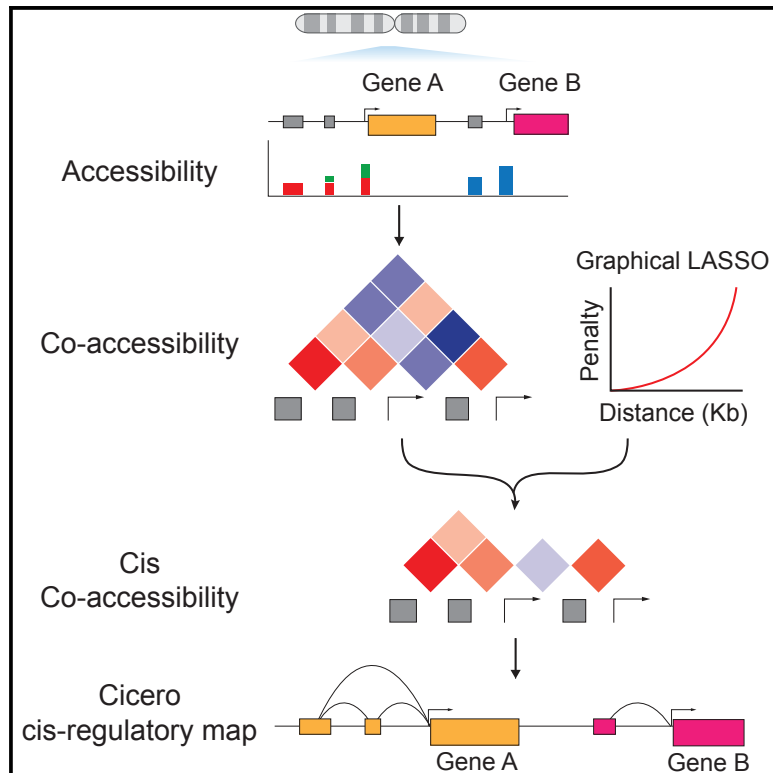 Gene A
Gene B
Accessibility
Graphical LASSO
Co-accessibility
Penalty
Distance (Kb)
Cis
Co-accessibility
Cicero
cis-regulatory map
Gene A
Gene B